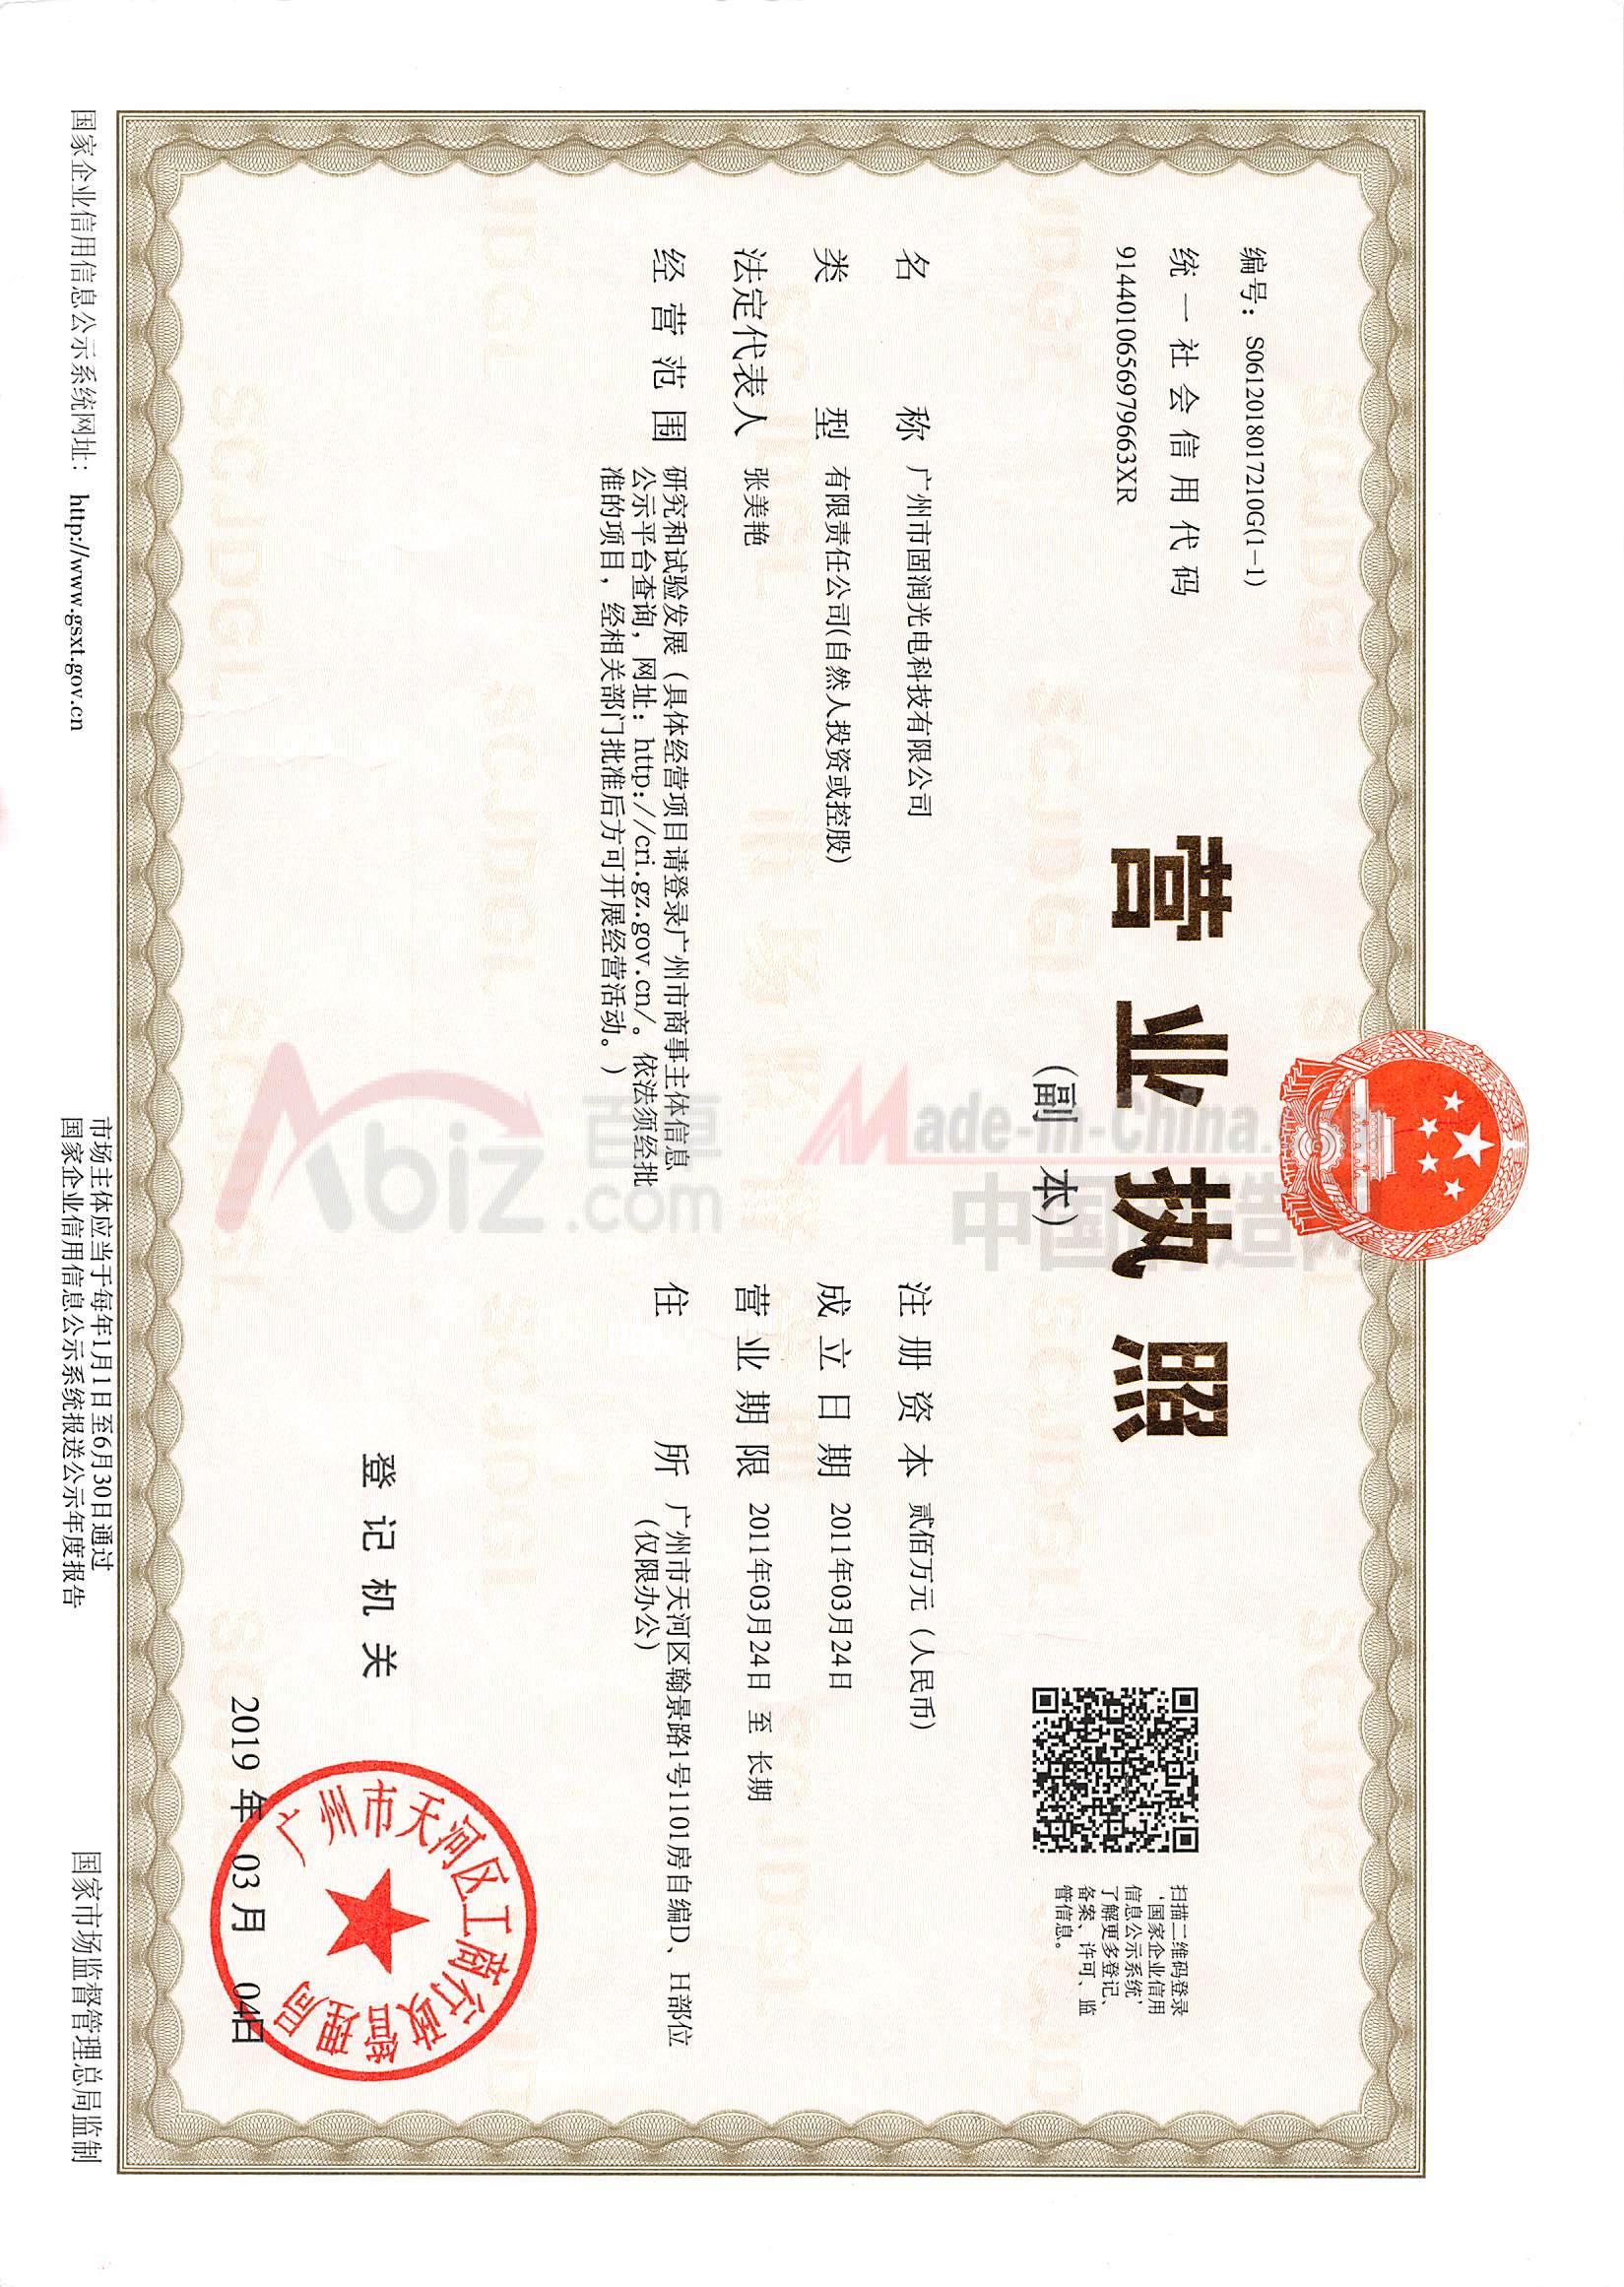 编号：S0612018017210G(1-1)
统一社会信用代码
9144010656979663XR
营业执照
(副 本)
扫描二维码登录
‘国家企业信用
信息公示系统’
了解更多登记、
备案、许可、监
管信息。
名称 广州市固润光电科技有限公司
类型 有限责任公司(自然人投资或控股)
法定代表人 张美艳
经营范围 研究和试验发展（具体经营项目请登录广州市商事主体信息
公示平台查询，网址：http://cri.gz.gov.cn/。依法须经批
准的项目，经相关部门批准后方可开展经营活动。）
注册资本 贰佰万元（人民币）
成立日期 2011年03月24日
营业期限 2011年03月24日 至 长期
住所 广州市天河区翰景路1号1101房自编D、H部位
（仅限办公）
登记机关
广州市天河区工商行政管理局
2019 年 03 月 04日
国家企业信用信息公示系统网址： http://www.gsxt.gov.cn
市场主体应当于每年1月1日至6月30日通过
国家企业信用信息公示系统报送公示年度报告
国家市场监督管理总局监制
SCJDGL
Made-in-China.
Abiz.com